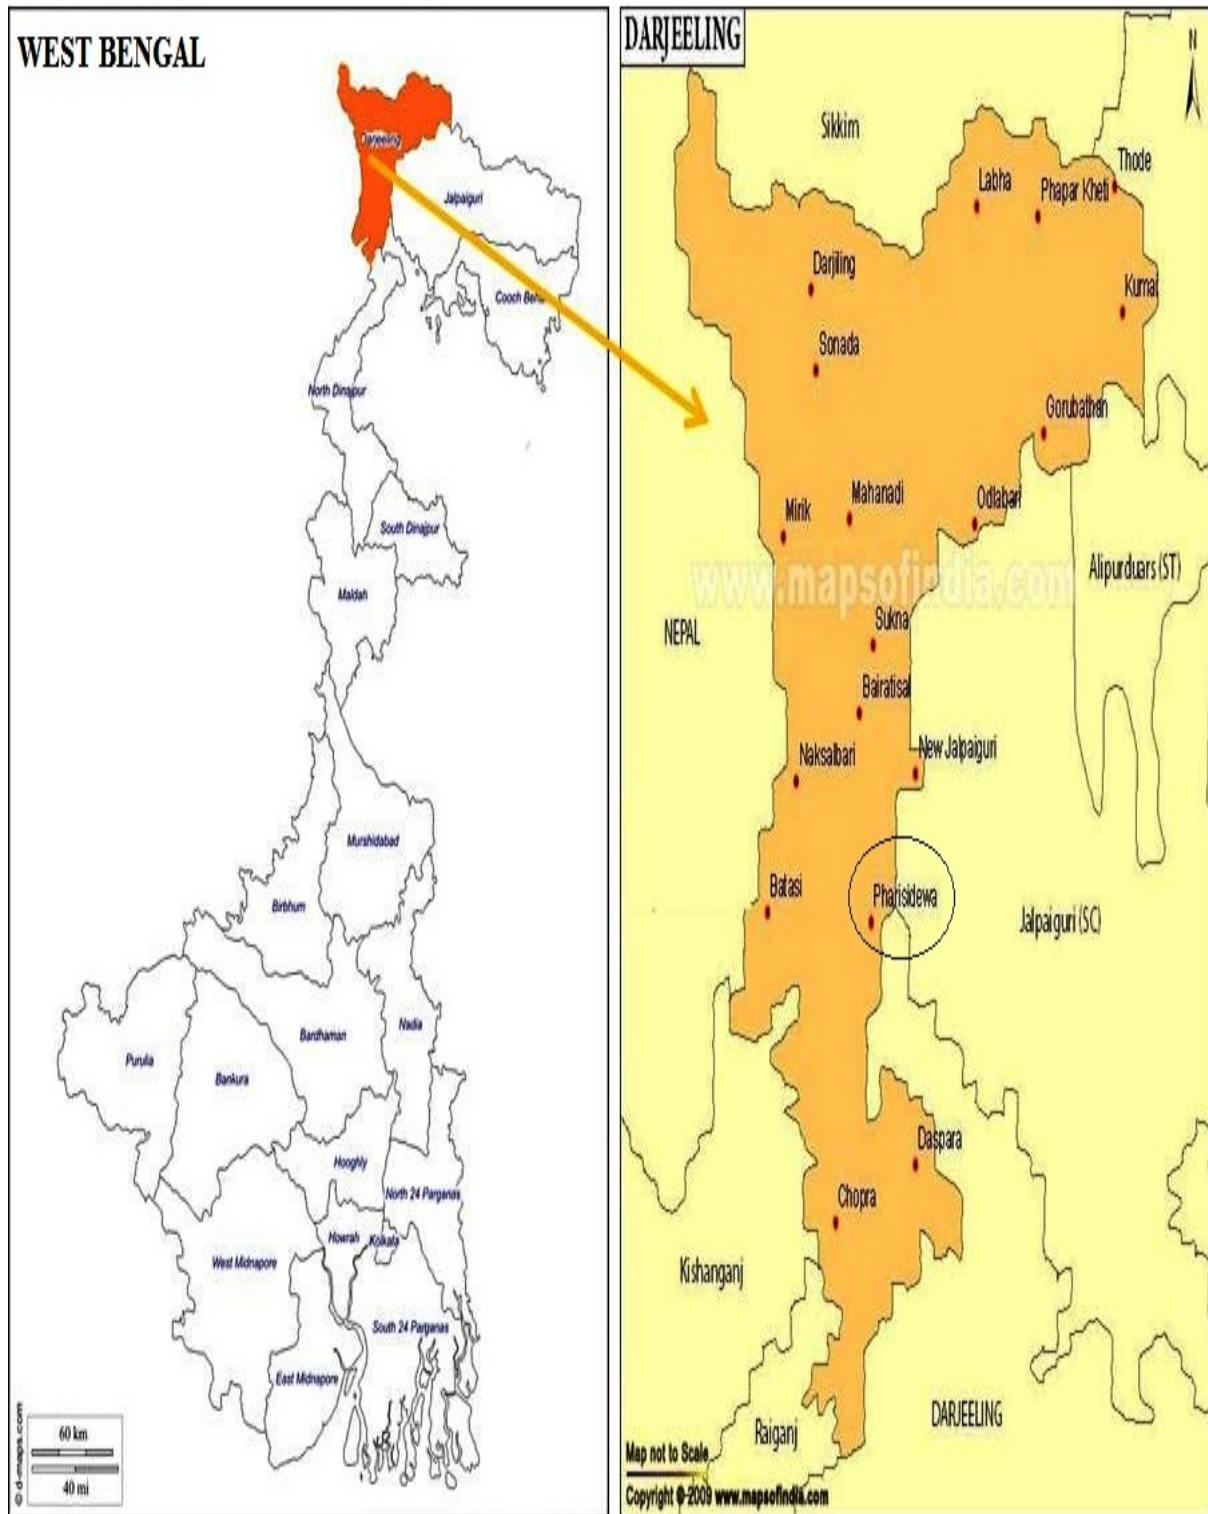 WEST BENGAL
Darjeeling
Jalpaiguri
Cooch Beha
North Dinajpur
South Dinajpur
Maldah
Murshidabad
Birbhum
Nadia
Bardhaman
Purulia
Bankura
Hooghly
North 24 Parganas
Howrah
Kolkata
West Midnapore
South 24 Parganas
East Midnapore
60 km
40 mi
© d-maps.com
DARJEELING
N
Sikkim
Thode
Labha
Phapar Kheti
Darjiling
Kumai
Sonada
Gorubathan
Mahanadi
Odlabari
Mirik
Alipurduars (ST)
www.mapsofindia.com
Sukna
NEPAL
Bairatisal
New Jalpaiguri
Naksalbari
Batasi
Phansidewa
Jalpaiguri (SC)
Daspara
Chopra
Kishanganj
DARJEELING
Raiganj
Map not to Scale
Copyright © 2009 www.mapsofindia.com